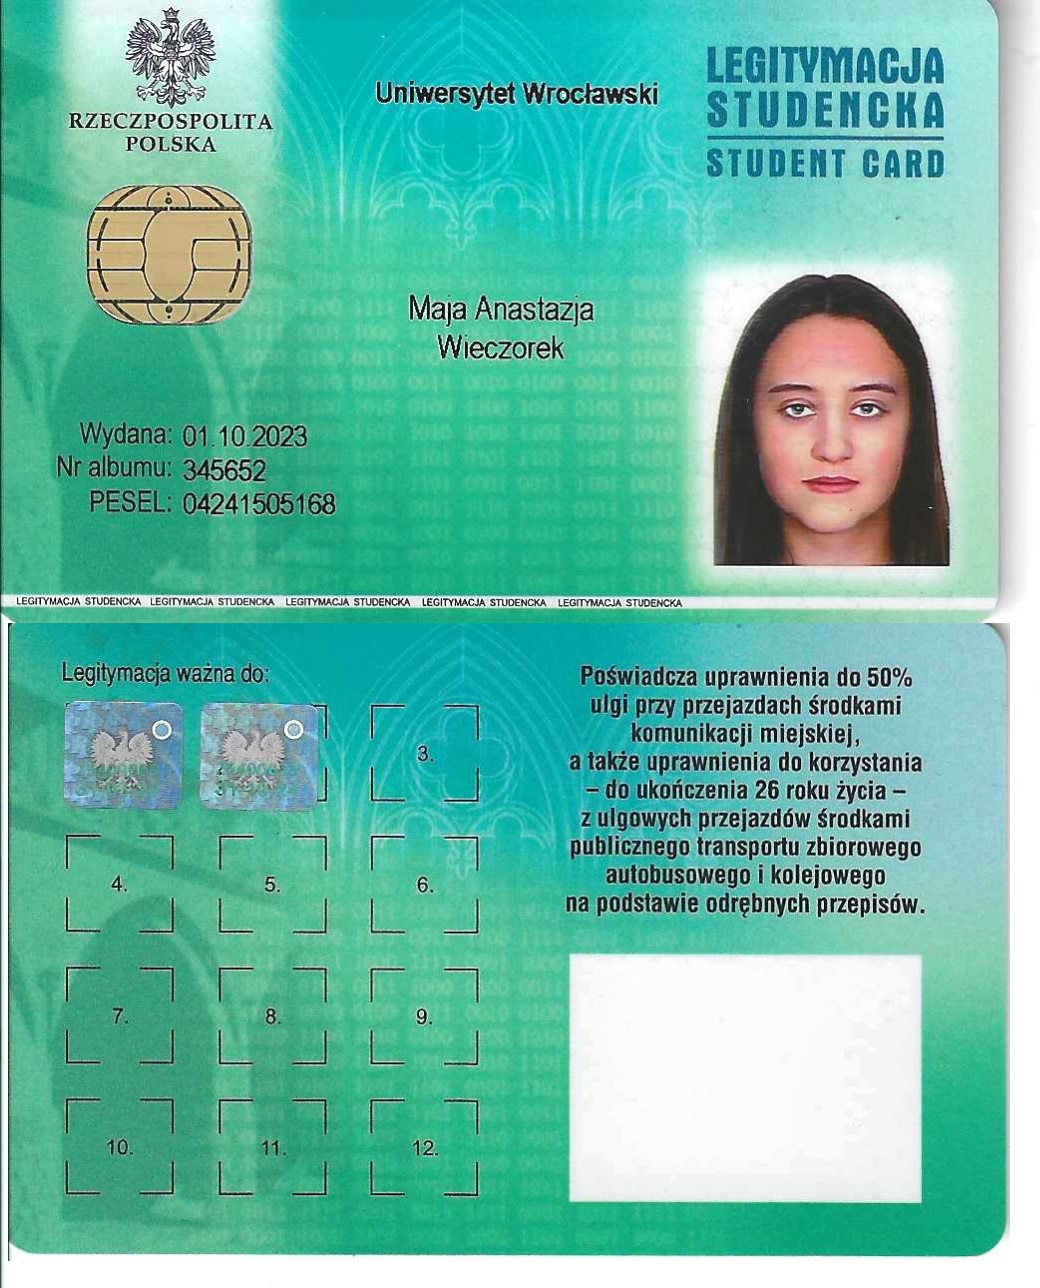 RZECZPOSPOLITA
POLSKA
Uniwersytet Wrocławski
LEGITYMACJA
STUDENCKA
STUDENT CARD
Maja Anastazja
Wieczorek
Wydana: 01.10.2023
Nr albumu: 345652
PESEL: 04241505168
LEGITYMACJA STUDENCKA LEGITYMACJA STUDENCKA LEGITYMACJA STUDENCKA LEGITYMACJA STUDENCKA LEGITYMACJA STUDENCKA
Legitymacja ważna do:
3.
4. 5. 6.
7. 8. 9.
10. 11. 12.
Poświadcza uprawnienia do 50%
ulgi przy przejazdach środkami
komunikacji miejskiej,
a także uprawnienia do korzystania
– do ukończenia 26 roku życia –
z ulgowych przejazdów środkami
publicznego transportu zbiorowego
autobusowego i kolejowego
na podstawie odrębnych przepisów.